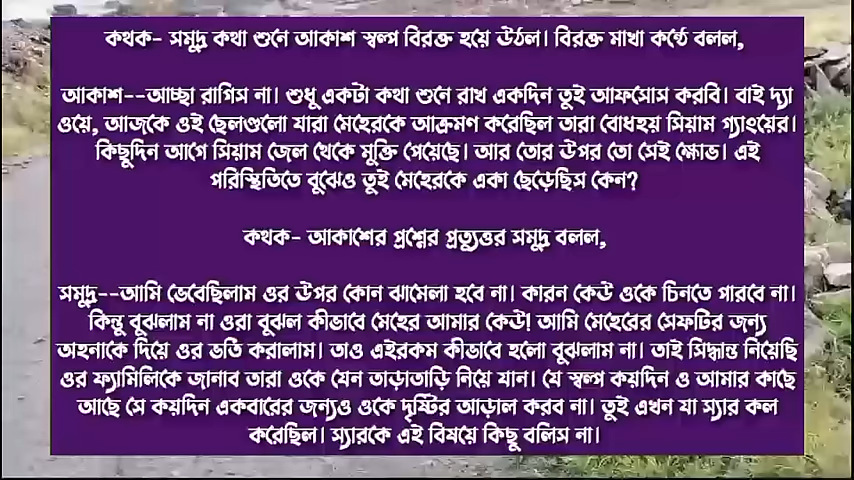 কথক- সমুদ্র কথা শুনে আকাশ স্বল্প বিরক্ত হয়ে উঠল। বিরক্ত মাখা কন্ঠে বলল,
আকাশ--আচ্ছা রাগিস না। শুধু একটা কথা শুনে রাখ একদিন তুই আফসোস করবি। বাই দ্যা
ওয়ে, আজকে ওই ছেলেগুলো যারা মেহেরকে আক্রমণ করেছিল তারা বোধহয় সিয়াম গ্যাংয়ের।
কিছুদিন আগে সিয়াম জেল থেকে মুক্তি পেয়েছে। আর তোর উপর তো সেই ক্ষোভ। এই
পরিস্থিতিতে বুঝেও তুই মেহেরকে একা ছেড়েছিস কেন?
কথক- আকাশের প্রশ্নের প্রত্যুত্তর সমুদ্র বলল,
সমুদ্র--আমি ভেবেছিলাম ওর উপর কোন ঝামেলা হবে না। কারন কেউ ওকে চিনতে পারবে না।
কিন্তু বুঝলাম না ওরা বুঝল কীভাবে মেহের আমার কেউ! আমি মেহেরের সেফটির জন্য
অহনাকে দিয়ে ওর ভর্তি করালাম। তাও এইরকম কীভাবে হলো বুঝলাম না। তাই সিদ্ধান্ত নিয়েছি
ওর ফ্যামিলিকে জানাব তারা ওকে যেন তাড়াতাড়ি নিয়ে যান। যে স্বল্প কয়দিন ও আমার কাছে
আছে সে কয়দিন একবারের জন্যও ওকে দৃষ্টির আড়াল করব না। তুই এখন যা স্যার কল
করেছিল। স্যারকে এই বিষয়ে কিছু বলিস না।